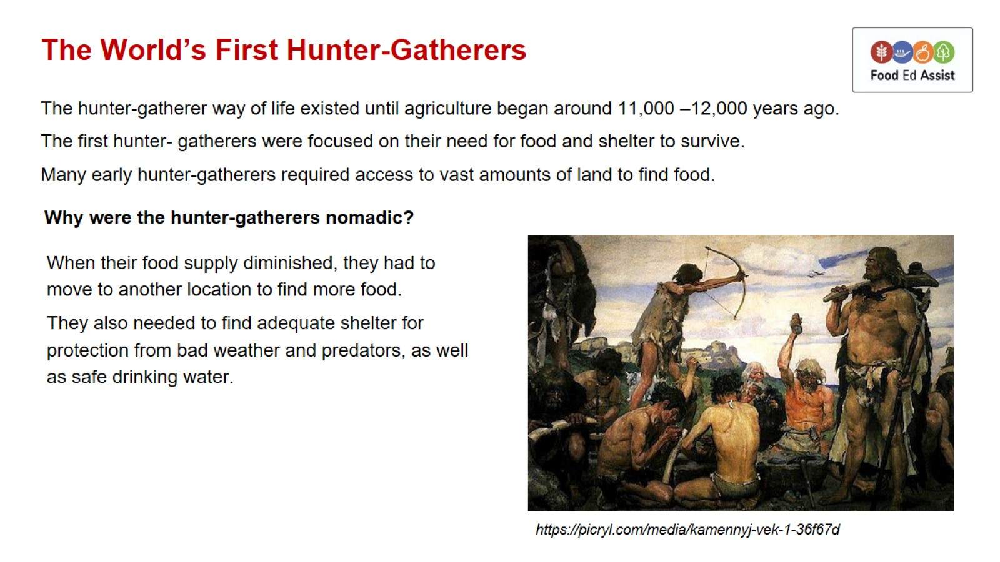 The World’s First Hunter-Gatherers
Food Ed Assist
The hunter-gatherer way of life existed until agriculture began around 11,000 –12,000 years ago.
The first hunter- gatherers were focused on their need for food and shelter to survive.
Many early hunter-gatherers required access to vast amounts of land to find food.
Why were the hunter-gatherers nomadic?
When their food supply diminished, they had to
move to another location to find more food.
They also needed to find adequate shelter for
protection from bad weather and predators, as well
as safe drinking water.
https://picryl.com/media/kamennyj-vek-1-36f67d